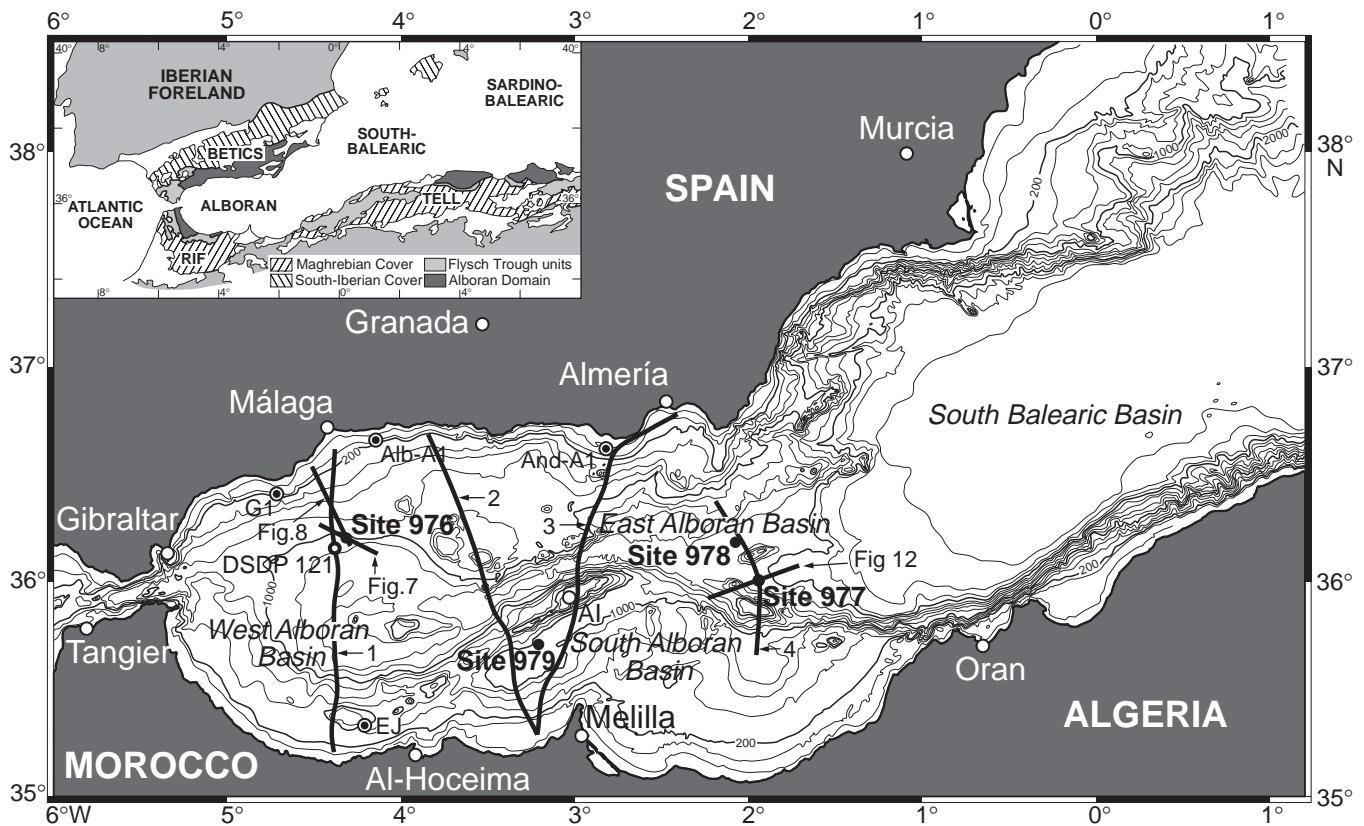 6° 5° 4° 3° 2° 1° 0° 1°
40° 8° 4° 0° 4° 40°
IBERIAN
FORELAND
SARDINO-
BALEARIC
SOUTH-
BALEARIC
BETICS
36°
ATLANTIC
OCEAN
ALBORAN
TELL
36°
RIF
Maghrebian Cover
Flysch Trough units
South-Iberian Cover
Alboran Domain
8° 4° 0° 4°
38°
38°
N
Murcia
SPAIN
200
1000
2000
Granada
37°
37°
Almería
Málaga
South Balearic Basin
200
Alb-A1
And-A1
G1
2
Gibraltar
Fig.8
Site 976
3
East Alboran Basin
Site 978
DSDP 121
Fig.7
Fig 12
36°
36°
200
1000
Site 977
Al
1000
West Alboran
Basin
1
Tangier
South Alboran
Basin
Site 979
4
Oran
EJ
Melilla
ALGERIA
200
MOROCCO
Al-Hoceima
35°
35°
6°W 5° 4° 3° 2° 1° 0° 1°